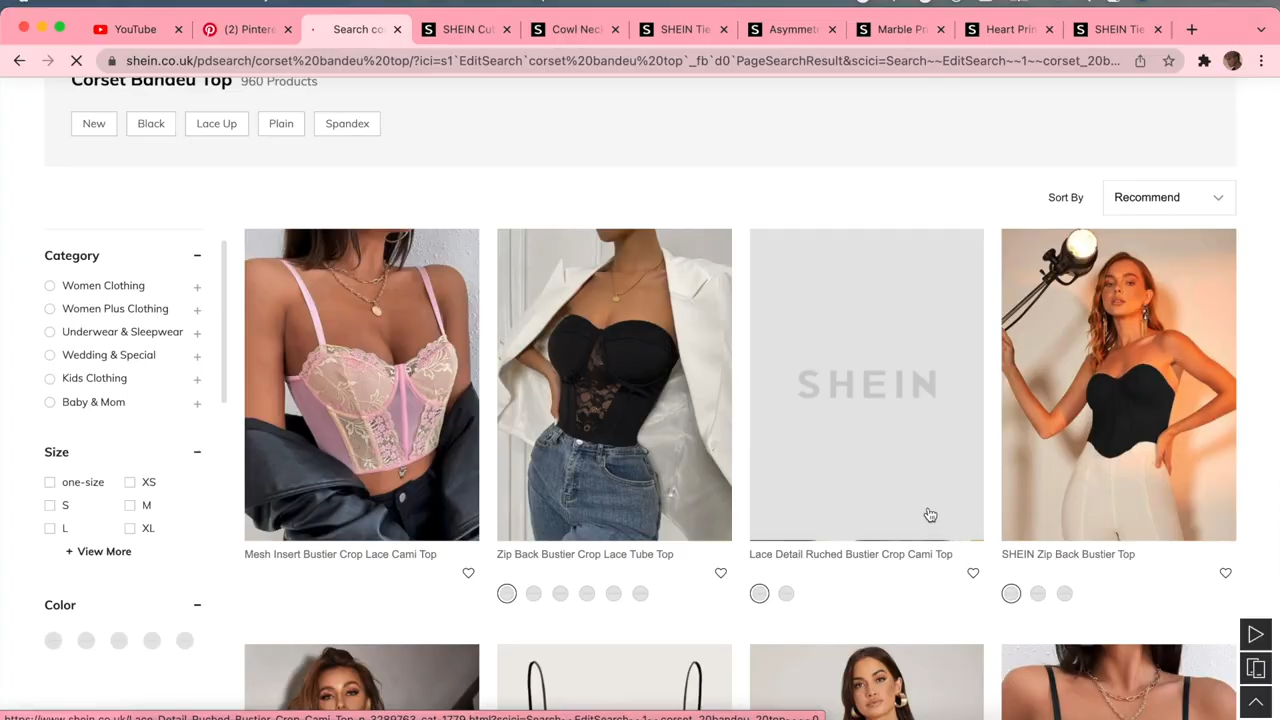 YouTube
(2) Pintere
Search co
SHEIN Cu
Cowl Nec
SHEIN Tie
Asymmet
Marble Pri
Heart Prin
SHEIN Tie
shein.co.uk/pdsearch/corset%20bandeu%20top/?ici=s1`EditSearch`corset%20bandeu%20top`_fb`d0`PageSearchResult&scici=Search~~EditSearch~~1~~corset_20b...
Corset Bandeu Top 960 Products
New Black Lace Up Plain Spandex
Sort By Recommend
Category
Women Clothing
Women Plus Clothing
Underwear & Sleepwear
Wedding & Special
Kids Clothing
Baby & Mom
Size
one-size XS
S M
L XL
+ View More
Color
SHEIN
Mesh Insert Bustier Crop Lace Cami Top
Zip Back Bustier Crop Lace Tube Top
Lace Detail Ruched Bustier Crop Cami Top
SHEIN Zip Back Bustier Top